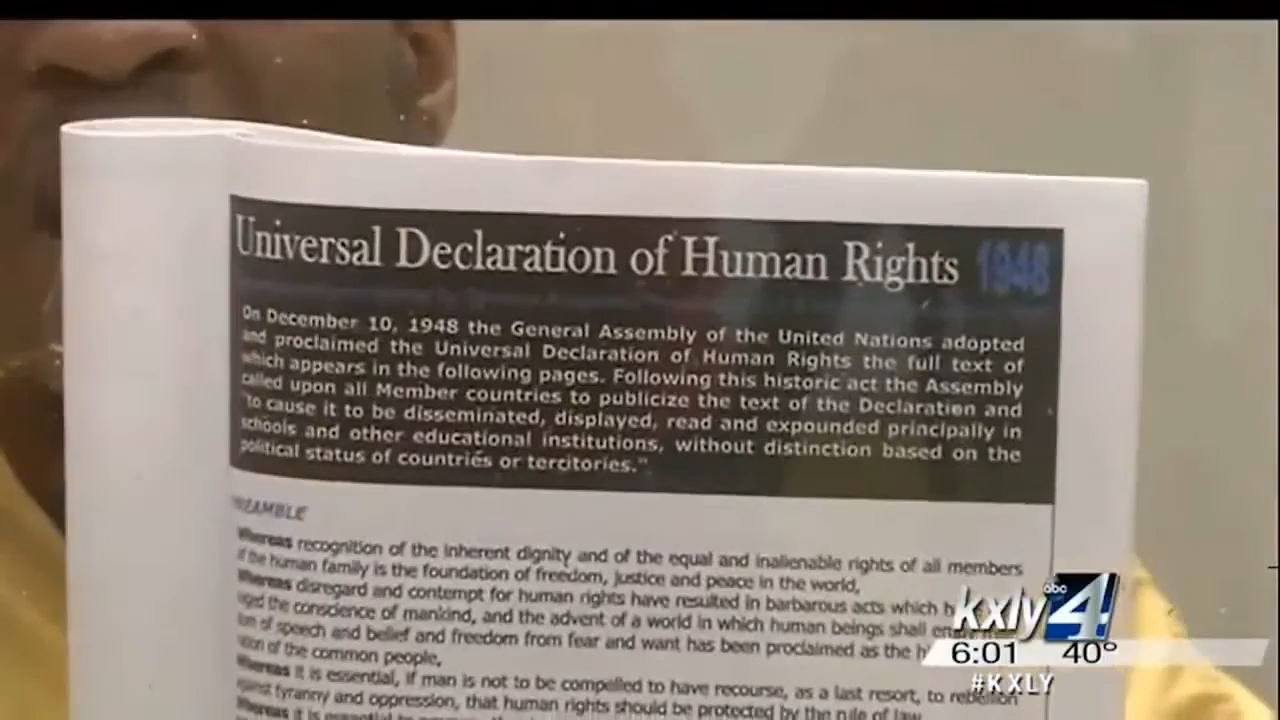 Universal Declaration of Human Rights 1948
On December 10, 1948 the General Assembly of the United Nations adopted
and proclaimed the Universal Declaration of Human Rights the full text of
which appears in the following pages. Following this historic act the Assembly
called upon all Member countries to publicize the text of the Declaration and
"to cause it to be disseminated, displayed, read and expounded principally in
schools and other educational institutions, without distinction based on the
political status of countries or territories."
Whereas recognition of the inherent dignity and of the equal and inalienable rights of all members
of the human family is the foundation of freedom, justice and peace in the world,
Whereas disregard and contempt for human rights have resulted in barbarous acts which
the conscience of mankind, and the advent of a world in which human beings shall
of speech and belief and freedom from fear and want has been proclaimed as the
of the common people,
Whereas it is essential, if man is not to be compelled to have recourse, as a last resort, to rebellion
tyranny and oppression, that human rights should be protected by the rule of law
Whereas it is essential to
kxly abc 4!
6:01 40°
#KXLY